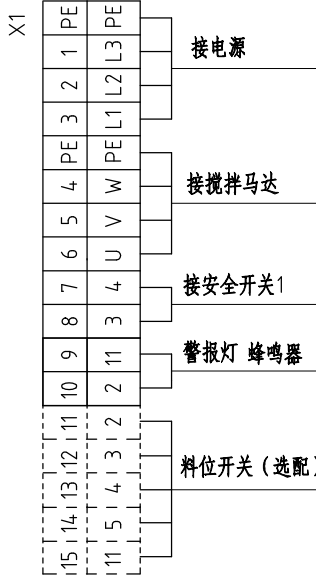 X1
PE PE
1 L3
2 L2
3 L1
接电源
PE PE
4 W
5 V
6 U
接搅拌马达
7 4
8 3
接安全开关1
9 11
10 2
警报灯 蜂鸣器
11 2
12 3
13 4
14 5
15 11
料位开关（选配）